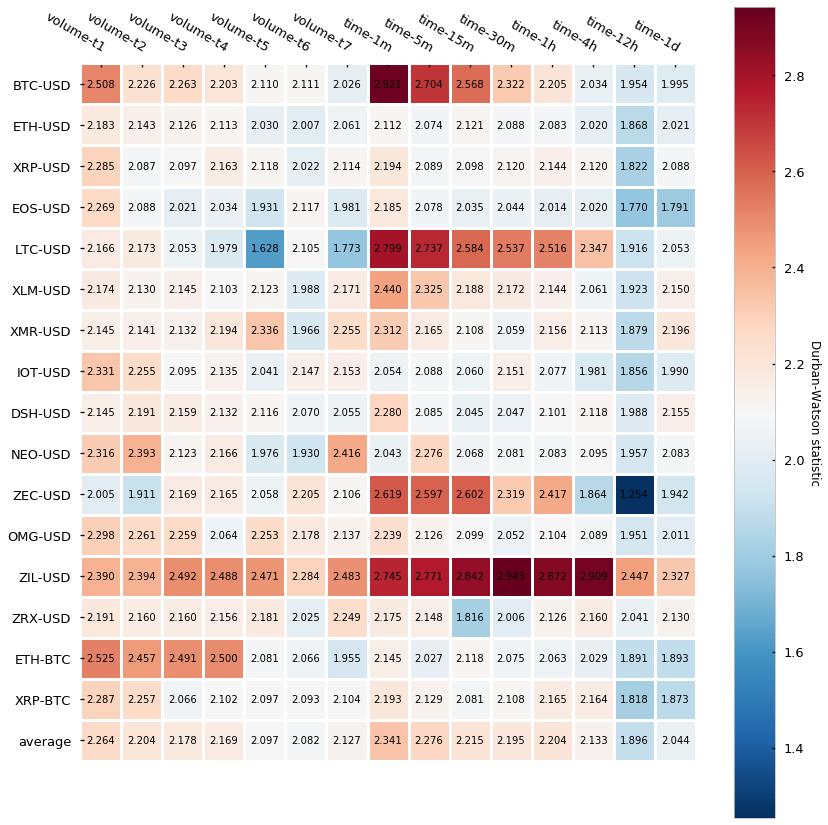 volume-t1 volume-t2 volume-t3 volume-t4 volume-t5 volume-t6 volume-t7 time-1m time-5m time-15m time-30m time-1h time-4h time-12h time-1d
BTC-USD 2.508 2.226 2.263 2.203 2.110 2.111 2.026 2.921 2.704 2.568 2.322 2.205 2.034 1.954 1.995
ETH-USD 2.183 2.143 2.126 2.113 2.030 2.007 2.061 2.112 2.074 2.121 2.088 2.083 2.020 1.868 2.021
XRP-USD 2.285 2.087 2.097 2.163 2.118 2.022 2.114 2.194 2.089 2.098 2.120 2.144 2.120 1.822 2.088
EOS-USD 2.269 2.088 2.021 2.034 1.931 2.117 1.981 2.185 2.078 2.035 2.044 2.014 2.020 1.770 1.791
LTC-USD 2.166 2.173 2.053 1.979 1.628 2.105 1.773 2.799 2.737 2.584 2.537 2.516 2.347 1.916 2.053
XLM-USD 2.174 2.130 2.145 2.103 2.123 1.988 2.171 2.440 2.325 2.188 2.172 2.144 2.061 1.923 2.150
XMR-USD 2.145 2.141 2.132 2.194 2.336 1.966 2.255 2.312 2.165 2.108 2.059 2.156 2.113 1.879 2.196
IOT-USD 2.331 2.255 2.095 2.135 2.041 2.147 2.153 2.054 2.088 2.060 2.151 2.077 1.981 1.856 1.990
DSH-USD 2.145 2.191 2.159 2.132 2.116 2.070 2.055 2.280 2.085 2.045 2.047 2.101 2.118 1.988 2.155
NEO-USD 2.316 2.393 2.123 2.166 1.976 1.930 2.416 2.043 2.276 2.068 2.081 2.083 2.095 1.957 2.083
ZEC-USD 2.005 1.911 2.169 2.165 2.058 2.205 2.106 2.619 2.597 2.602 2.319 2.417 1.864 1.254 1.942
OMG-USD 2.298 2.261 2.259 2.064 2.253 2.178 2.137 2.239 2.126 2.099 2.052 2.104 2.089 1.951 2.011
ZIL-USD 2.390 2.394 2.492 2.488 2.471 2.284 2.483 2.745 2.771 2.842 2.943 2.872 2.909 2.447 2.327
ZRX-USD 2.191 2.160 2.160 2.156 2.181 2.025 2.249 2.175 2.148 1.816 2.006 2.126 2.160 2.041 2.130
ETH-BTC 2.525 2.457 2.491 2.500 2.081 2.066 1.955 2.145 2.027 2.118 2.075 2.063 2.029 1.891 1.893
XRP-BTC 2.287 2.257 2.066 2.102 2.097 2.093 2.104 2.193 2.129 2.081 2.108 2.165 2.164 1.818 1.873
average 2.264 2.204 2.178 2.169 2.097 2.082 2.127 2.341 2.276 2.215 2.195 2.204 2.133 1.896 2.044
2.8
2.6
2.4
2.2
2.0
1.8
1.6
1.4
Durban-Watson statistic